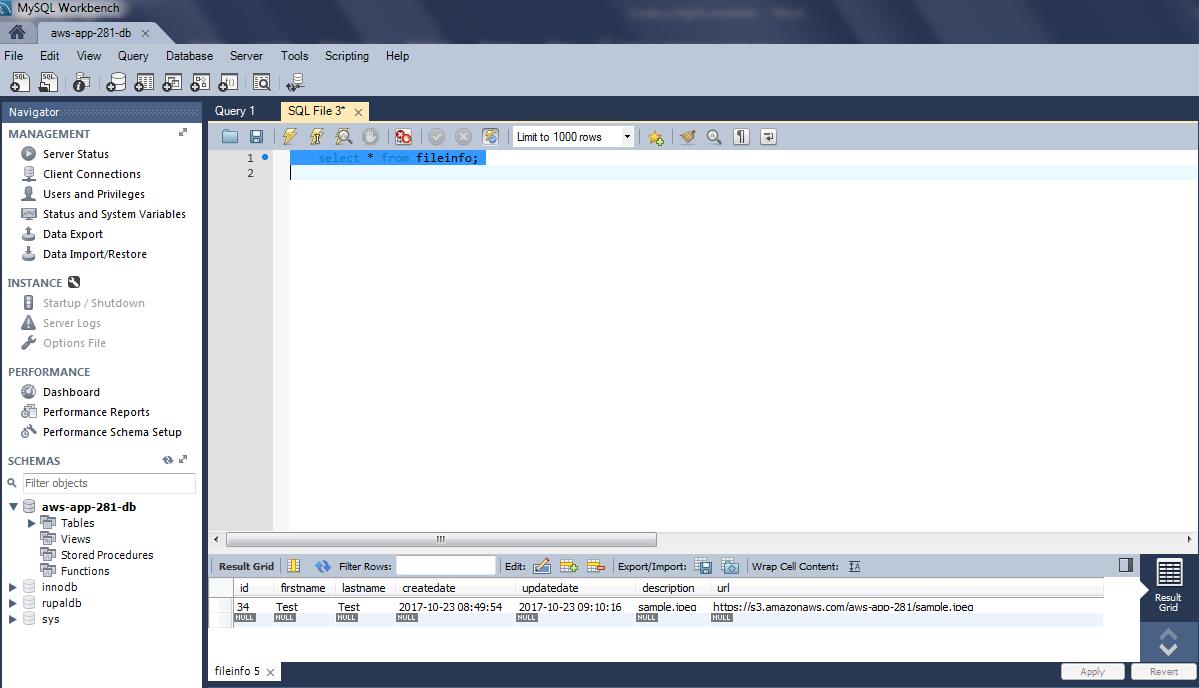 MySQL Workbench
aws-app-281-db
File Edit View Query Database Server Tools Scripting Help
Navigator
MANAGEMENT
Server Status
Client Connections
Users and Privileges
Status and System Variables
Data Export
Data Import/Restore
INSTANCE
Startup / Shutdown
Server Logs
Options File
PERFORMANCE
Dashboard
Performance Reports
Performance Schema Setup
SCHEMAS
Filter objects
aws-app-281-db
Tables
Views
Stored Procedures
Functions
innodb
rupaldb
sys
Query 1 SQL File 3*
Limit to 1000 rows
1 select * from fileinfo;
2
Result Grid Filter Rows: Edit: Export/Import: Wrap Cell Content:
id firstname lastname createdate updatedate description url
34 Test Test 2017-10-23 08:49:54 2017-10-23 09:10:16 sample.jpeg https://s3.amazonaws.com/aws-app-281/sample.jpeg
NULL NULL NULL NULL NULL NULL NULL
Result
Grid
fileinfo 5
Apply Revert